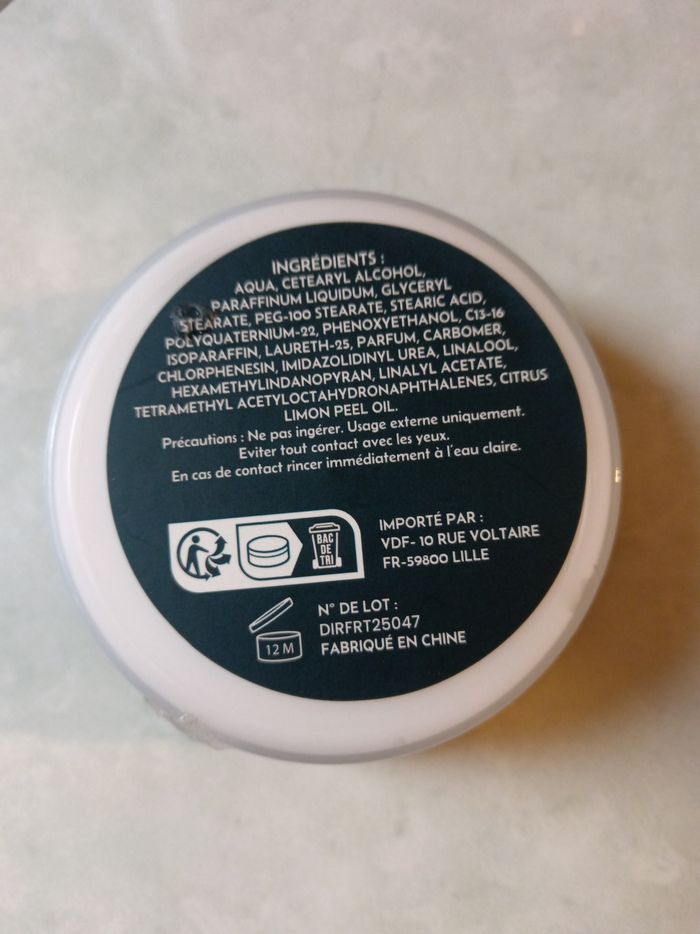 INGRÉDIENTS :
AQUA, CETEARYL ALCOHOL,
PARAFFINUM LIQUIDUM, GLYCERYL
STEARATE, PEG-100 STEARATE, STEARIC ACID,
POLYQUATERNIUM-22, PHENOXYETHANOL, C13-16
ISOPARAFFIN, LAURETH-25, PARFUM, CARBOMER,
CHLORPHENESIN, IMIDAZOLIDINYL UREA, LINALOOL,
HEXAMETHYLINDANOPYRAN, LINALYL ACETATE,
TETRAMETHYL ACETYLOCTAHYDRONAPHTHALENES, CITRUS
LIMON PEEL OIL.
Précautions : Ne pas ingérer. Usage externe uniquement.
Eviter tout contact avec les yeux.
En cas de contact rincer immédiatement à l'eau claire.
BAC
DE
TRI
IMPORTÉ PAR :
VDF- 10 RUE VOLTAIRE
FR-59800 LILLE
12 M
N° DE LOT :
DIRFRT25047
FABRIQUÉ EN CHINE